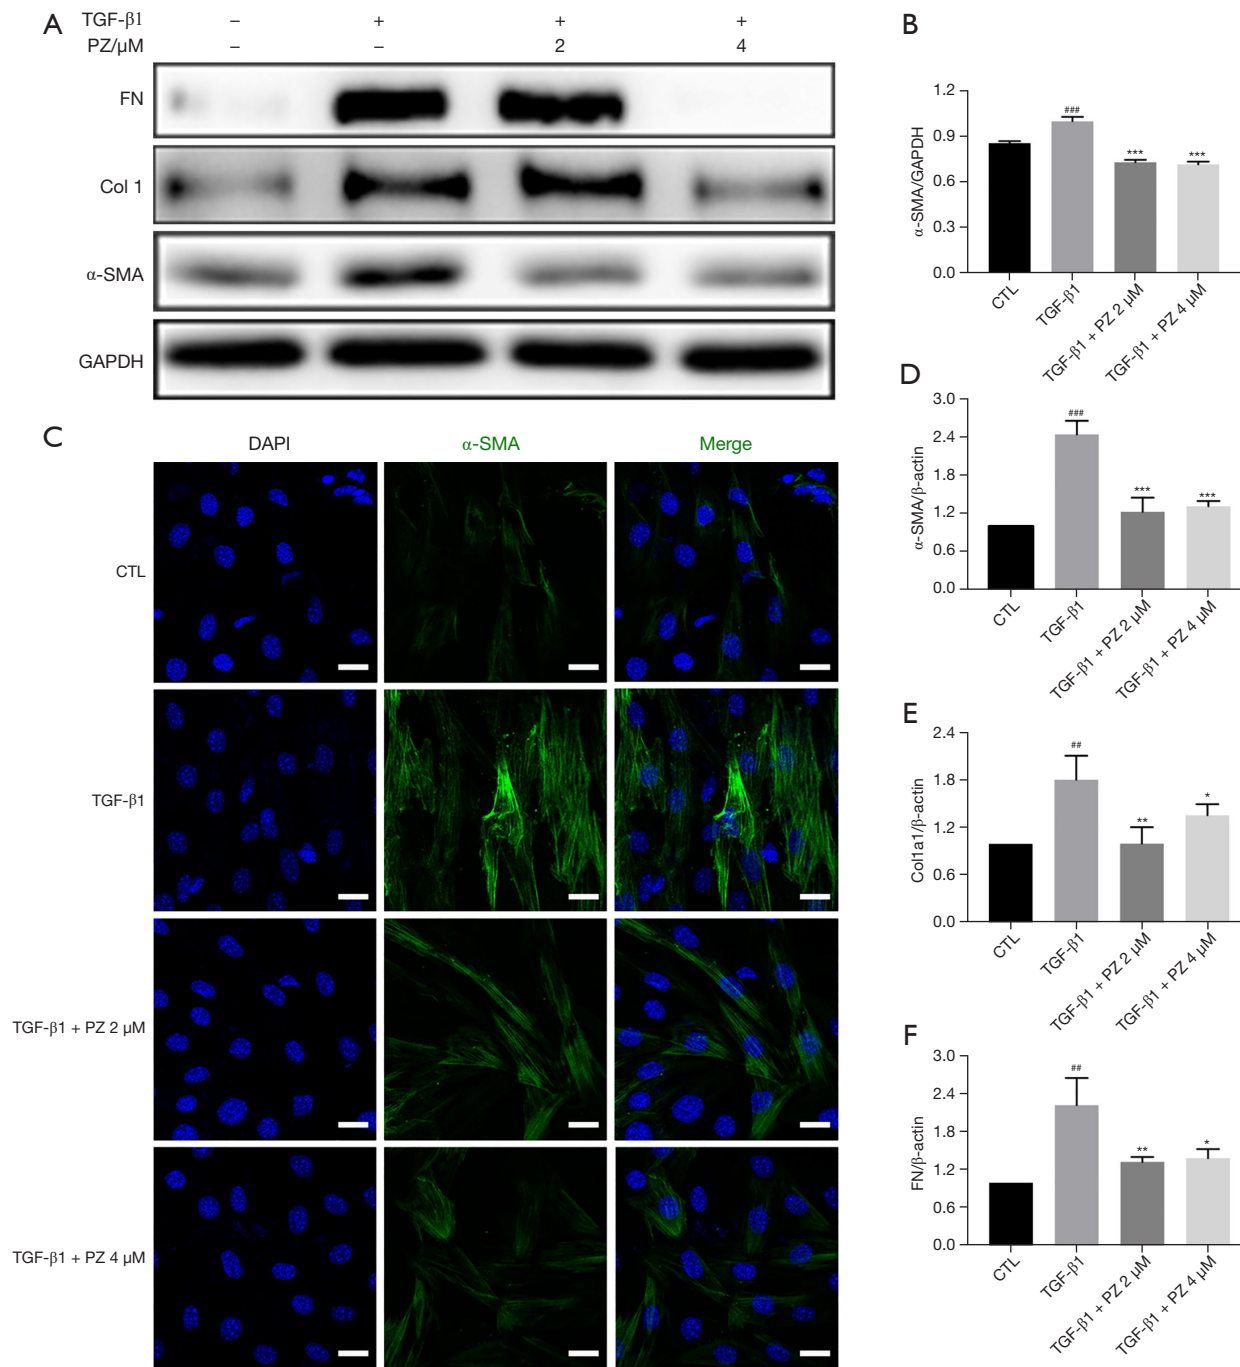 A
TGF-β1 – + + +
PZ/μM – – 2 4
FN
Col 1
α-SMA
GAPDH
B
α-SMA/GAPDH
1.2
0.9
0.6
0.3
0.0
###
***
***
CTL
TGF-β1
TGF-β1 + PZ 2 μM
TGF-β1 + PZ 4 μM
C
DAPI α-SMA Merge
CTL
TGF-β1
TGF-β1 + PZ 2 μM
TGF-β1 + PZ 4 μM
D
α-SMA/β-actin
3.0
2.4
1.8
1.2
0.6
0.0
###
***
***
CTL
TGF-β1
TGF-β1 + PZ 2 μM
TGF-β1 + PZ 4 μM
E
Col1a1/β-actin
2.4
1.8
1.2
0.6
0.0
##
**
*
CTL
TGF-β1
TGF-β1 + PZ 2 μM
TGF-β1 + PZ 4 μM
F
FN/β-actin
3.0
2.4
1.8
1.2
0.6
0.0
##
**
*
CTL
TGF-β1
TGF-β1 + PZ 2 μM
TGF-β1 + PZ 4 μM